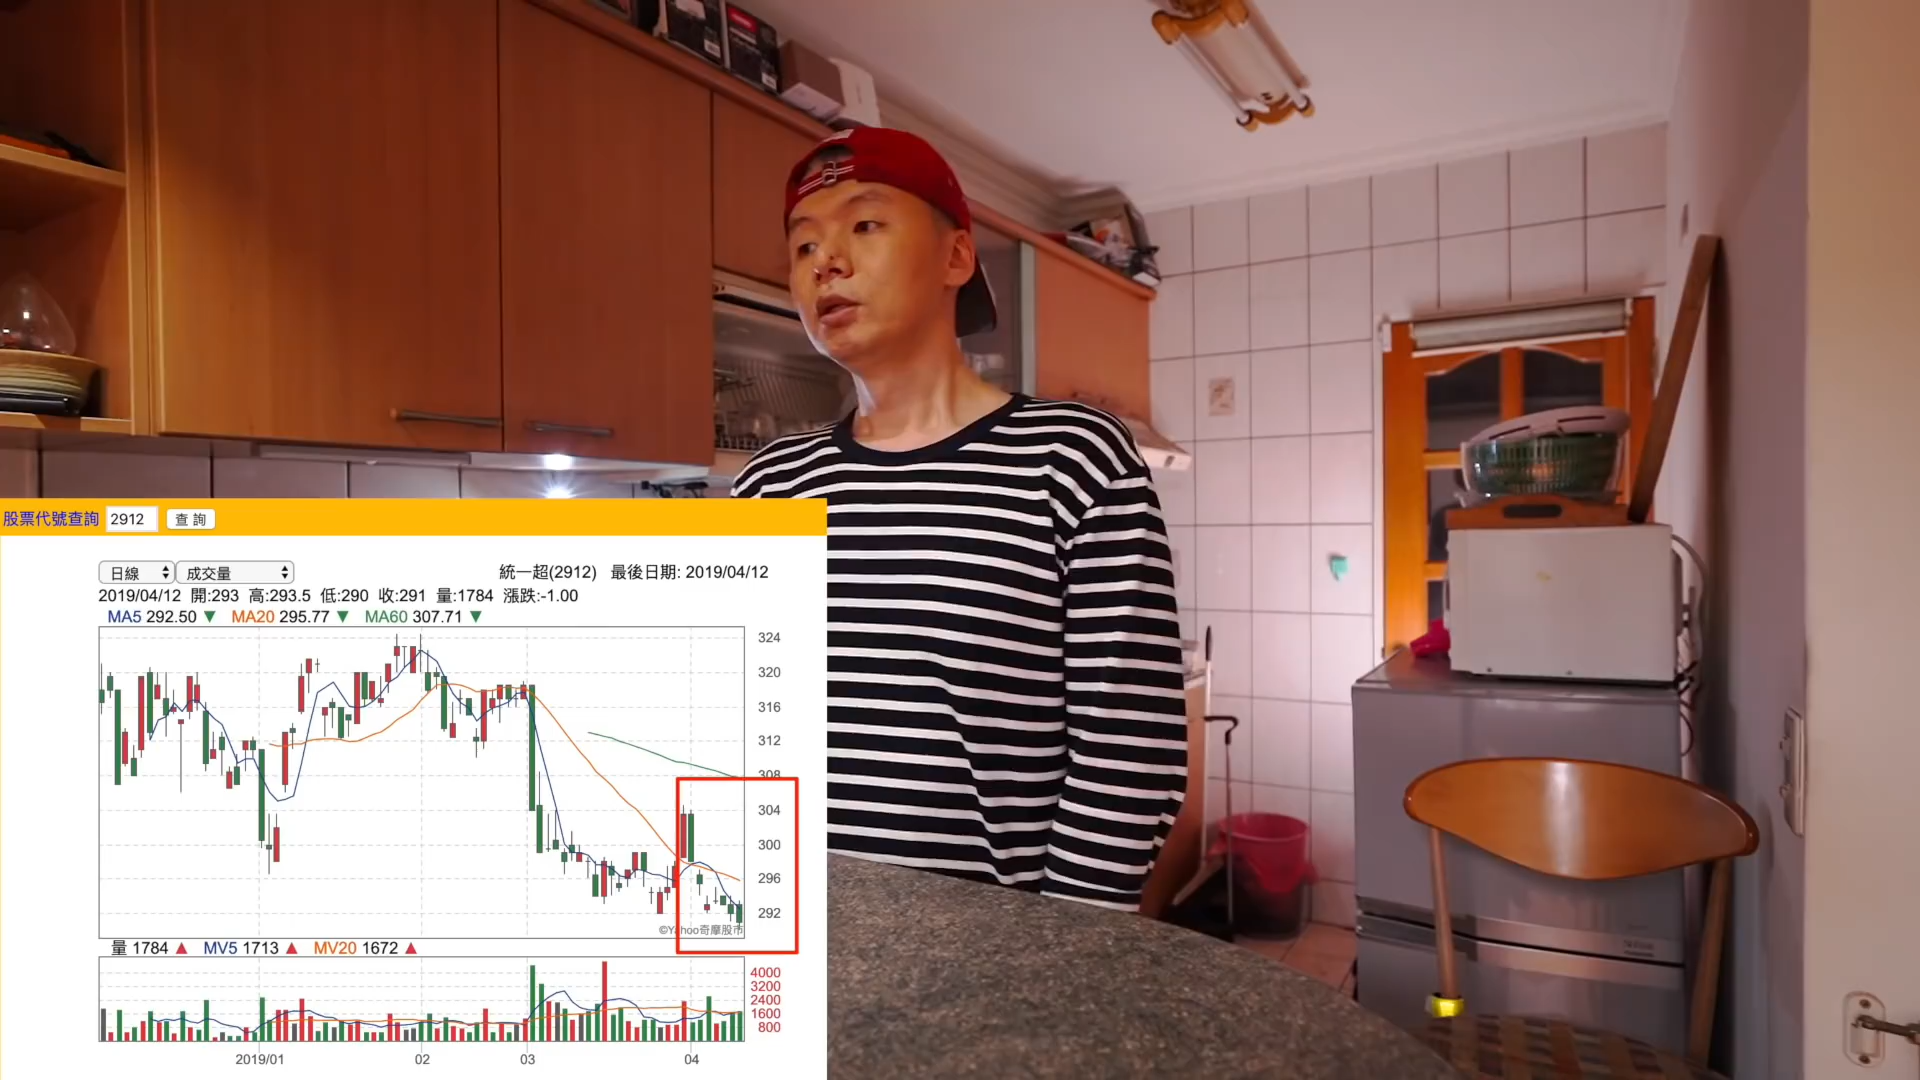 股票代號查詢 2912 查詢
日線 成交量 統一超(2912) 最後日期: 2019/04/12
2019/04/12 開:293 高:293.5 低:290 收:291 量:1784 漲跌:-1.00
MA5 292.50 ▼ MA20 295.77 ▼ MA60 307.71 ▼
324
320
316
312
308
304
300
296
292
©Yahoo奇摩股市
量 1784 ▲ MV5 1713 ▲ MV20 1672 ▲
4000
3200
2400
1600
800
2019/01 02 03 04